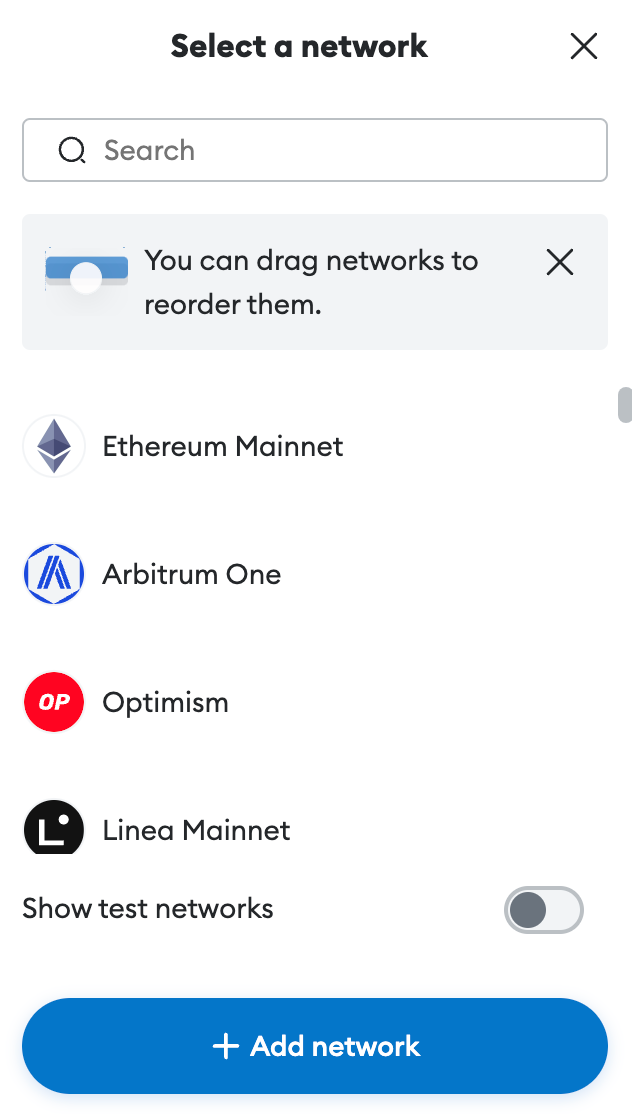 Select a network
Search
You can drag networks to
reorder them.
Ethereum Mainnet
Arbitrum One
OP
Optimism
L
Linea Mainnet
Show test networks
+ Add network